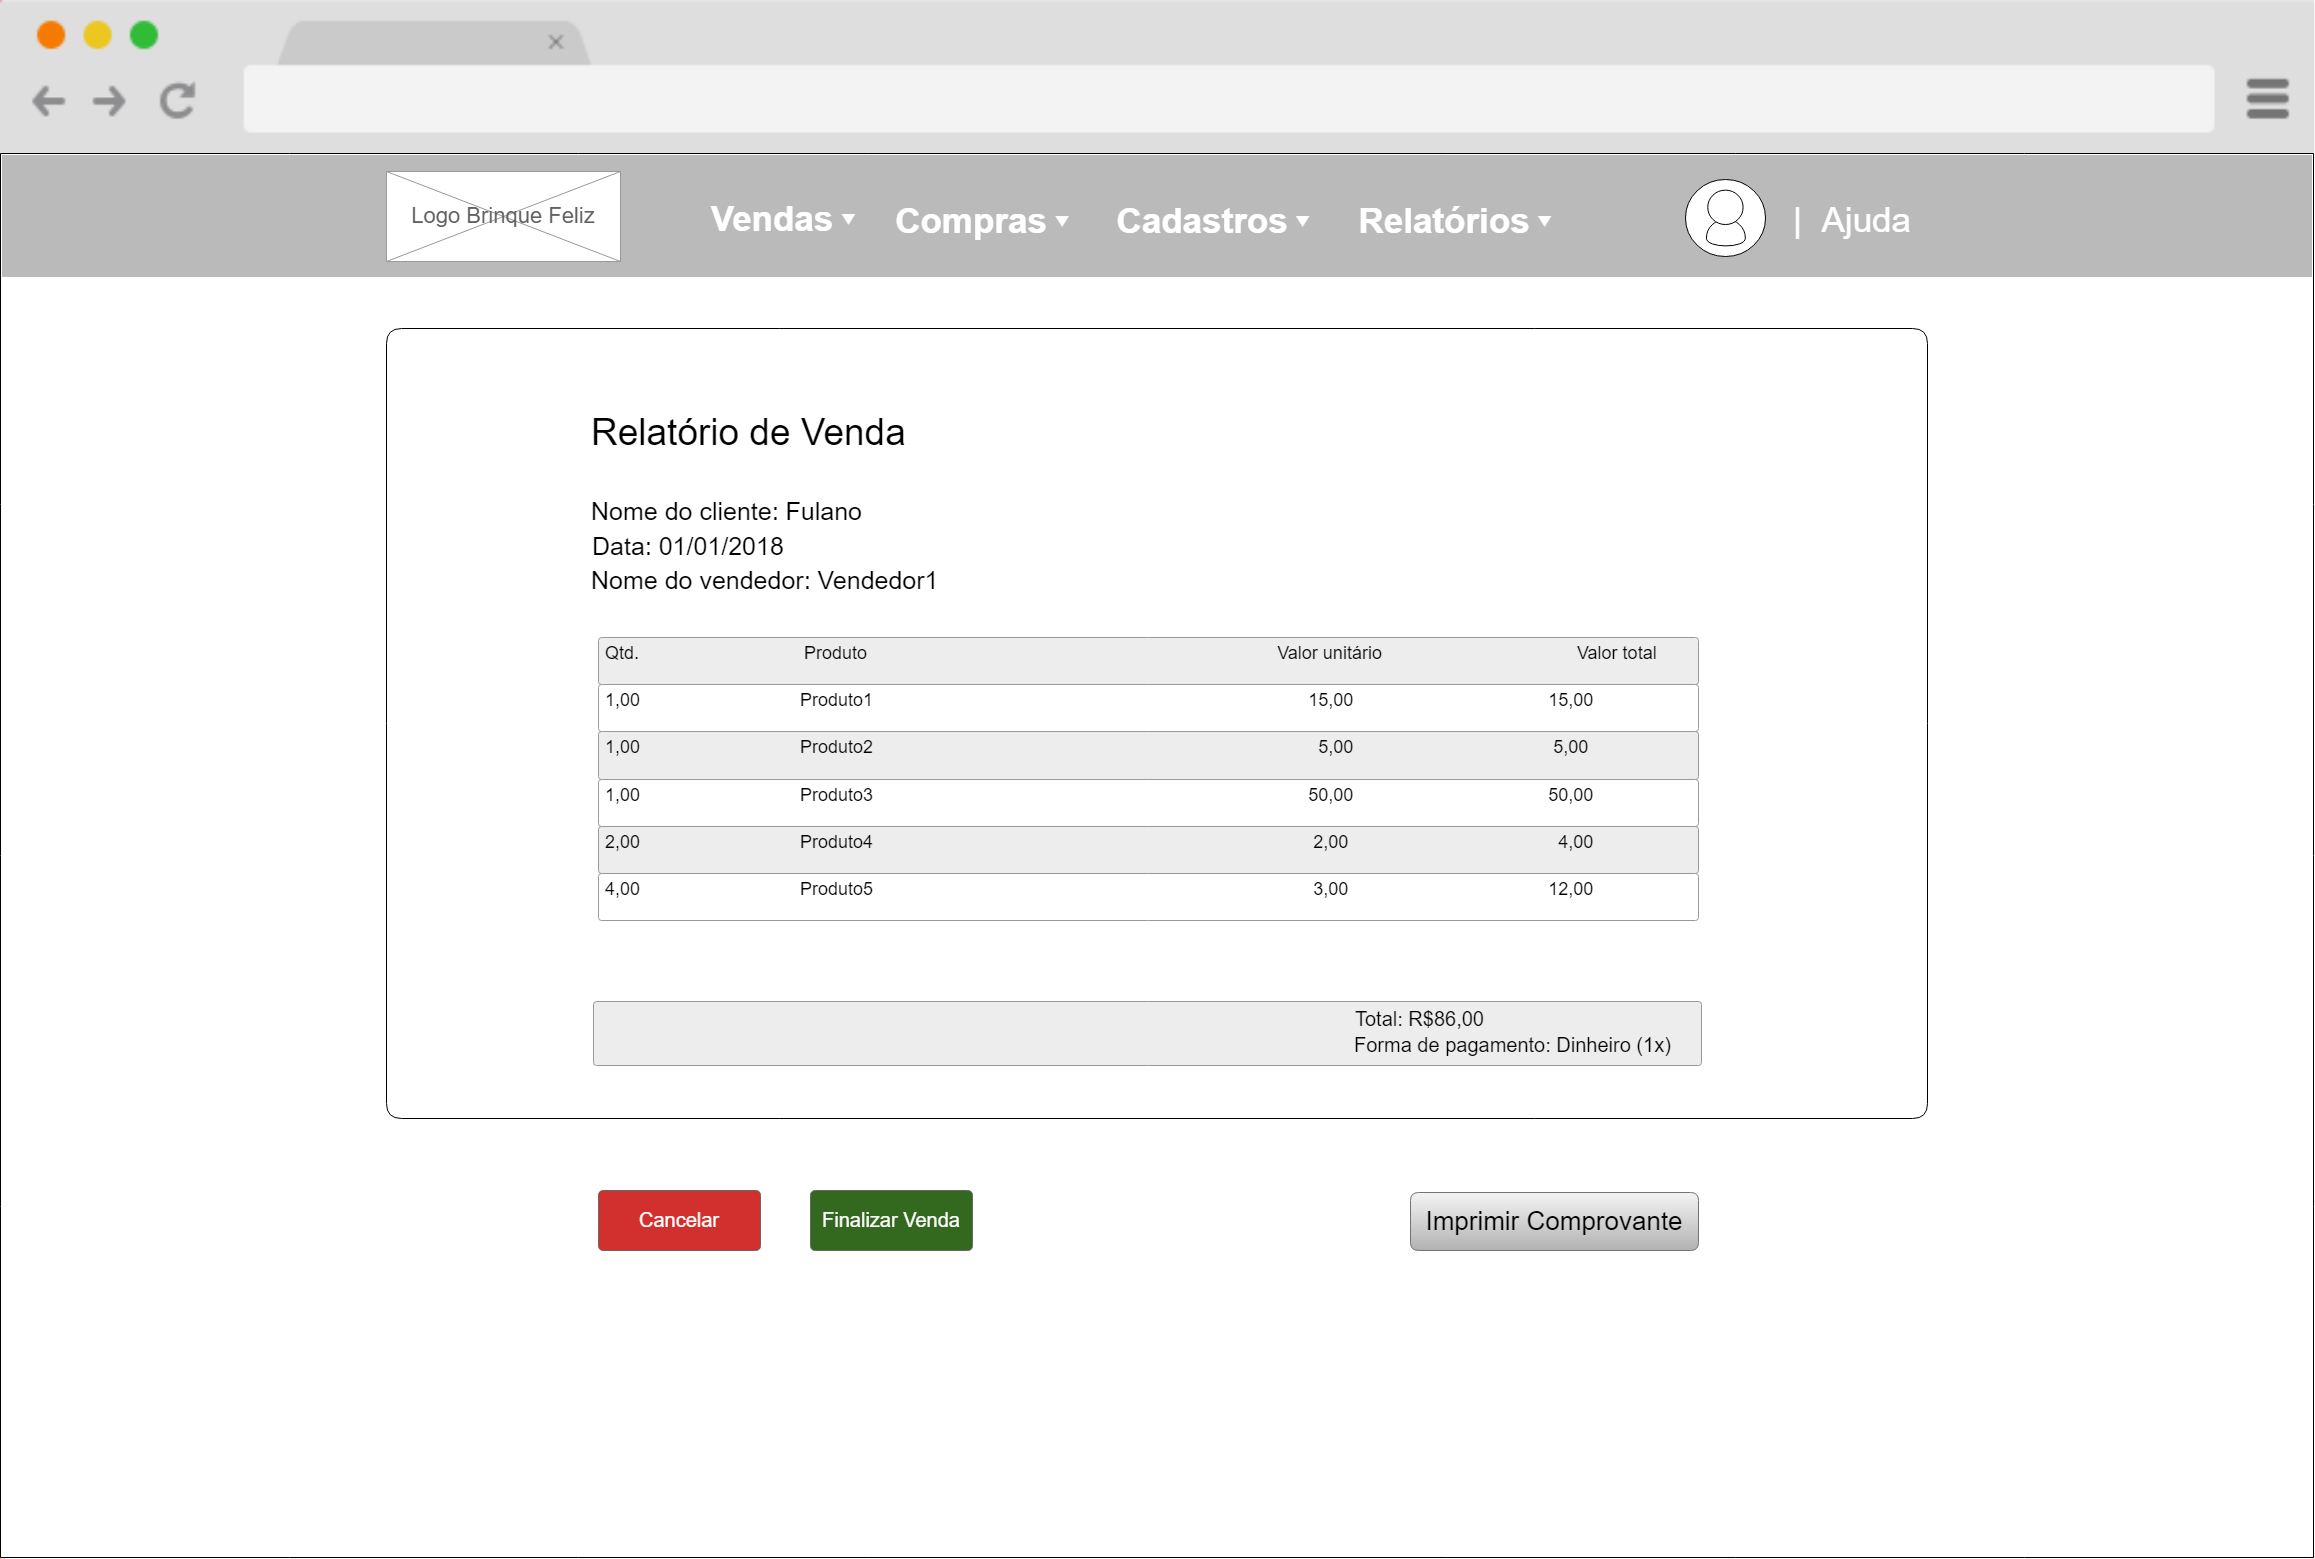 Logo Brinque Feliz Vendas Compras Cadastros Relatórios | Ajuda
Relatório de Venda
Nome do cliente: Fulano
Data: 01/01/2018
Nome do vendedor: Vendedor1
Qtd. Produto Valor unitário Valor total
1,00 Produto1 15,00 15,00
1,00 Produto2 5,00 5,00
1,00 Produto3 50,00 50,00
2,00 Produto4 2,00 4,00
4,00 Produto5 3,00 12,00
Total: R$86,00
Forma de pagamento: Dinheiro (1x)
Cancelar Finalizar Venda Imprimir Comprovante